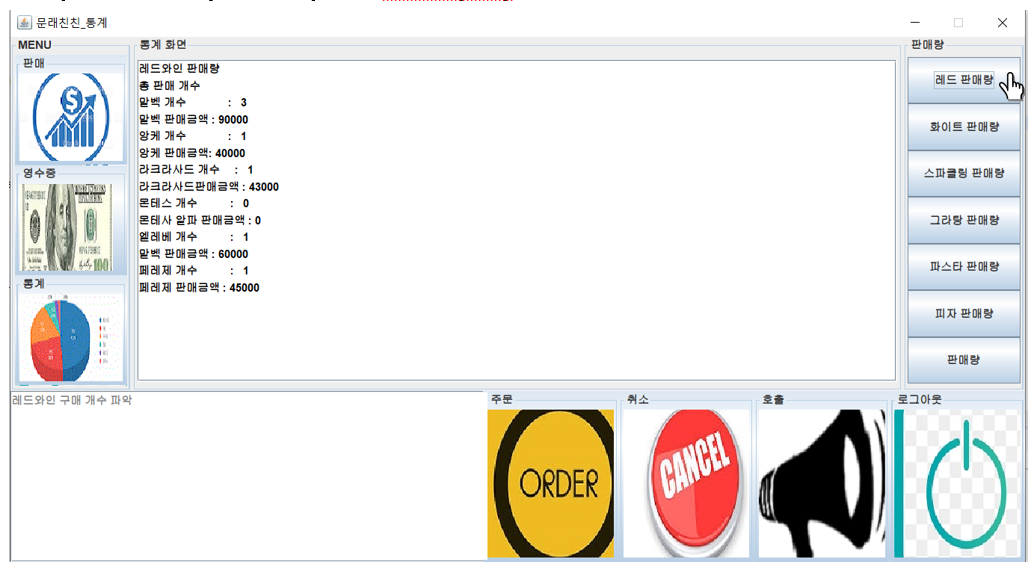 문래친친_통계
MENU
판매
영수증
통계
통계 화면
레드와인 판매량
총 판매 개수
말벡 개수 : 3
말벡 판매금액 : 90000
앙케 개수 : 1
앙케 판매금액: 40000
라크라사드 개수 : 1
라크라사드판매금액 : 43000
몬테스 개수 : 0
몬테사 알파 판매금액 : 0
엘레베 개수 : 1
말벡 판매금액 : 60000
페레제 개수 : 1
페레제 판매금액 : 45000
판매량
레드 판매량
화이트 판매량
스파클링 판매량
그라탕 판매량
파스타 판매량
피자 판매량
판매량
레드와인 구매 개수 파악
주문
ORDER
취소
CANCEL
호출
로그아웃